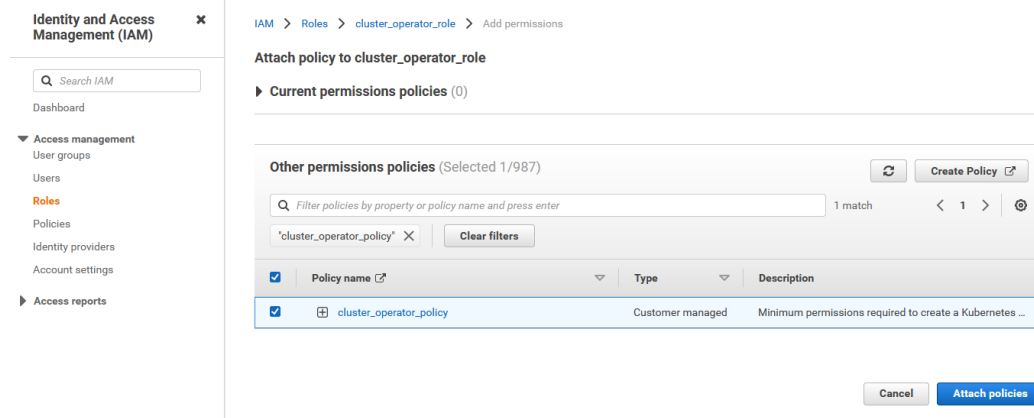 Identity and Access
Management (IAM)
Search IAM
Dashboard
Access management
User groups
Users
Roles
Policies
Identity providers
Account settings
Access reports
IAM > Roles > cluster_operator_role > Add permissions
Attach policy to cluster_operator_role
Current permissions policies (0)
Other permissions policies (Selected 1/987)
Create Policy
Filter policies by property or policy name and press enter
1 match
1
"cluster_operator_policy"
Clear filters
Policy name
Type
Description
cluster_operator_policy
Customer managed
Minimum permissions required to create a Kubernetes ...
Cancel
Attach policies